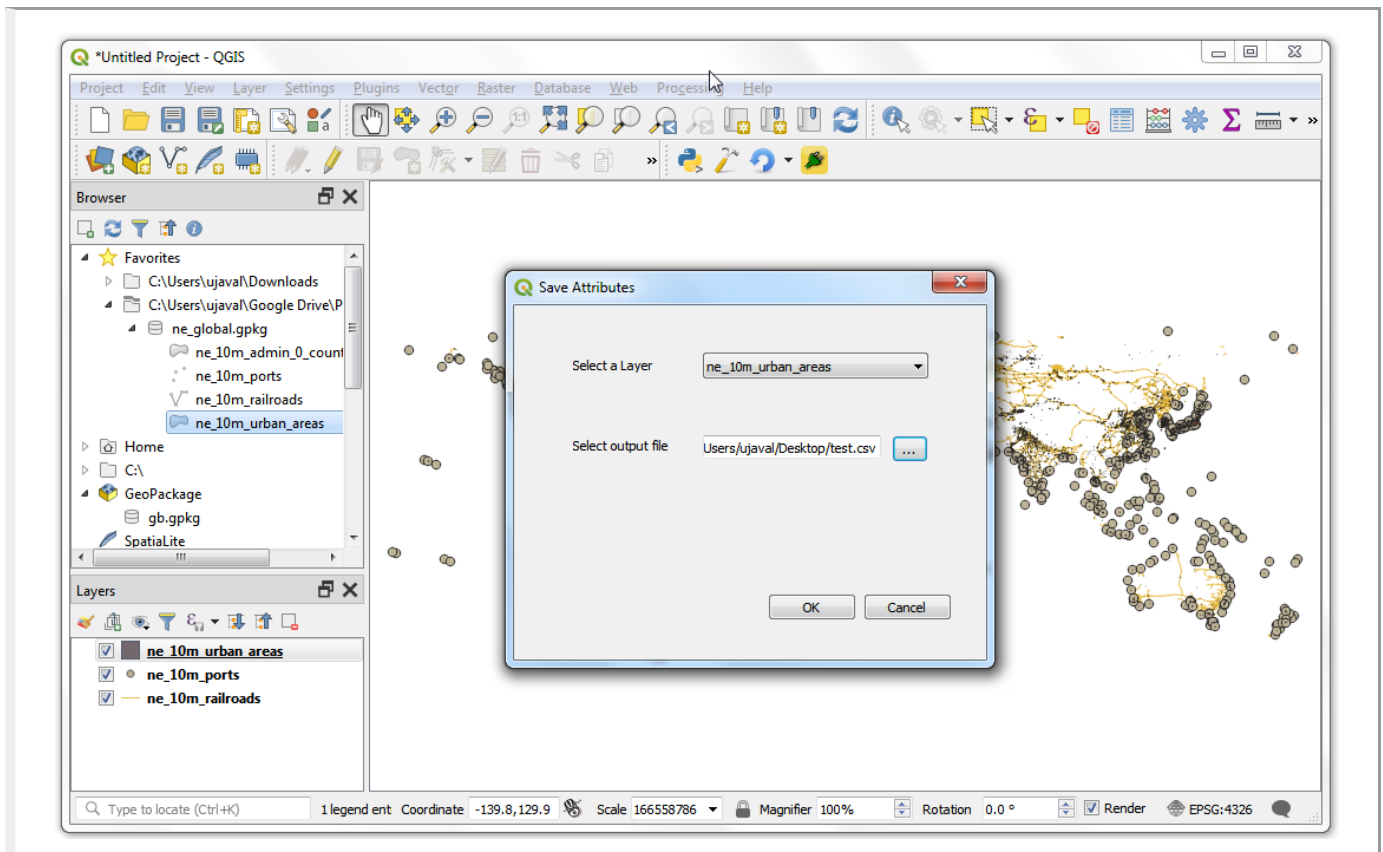 *Untitled Project - QGIS
Project Edit View Layer Settings Plugins Vector Raster Database Web Processing Help
1:1
»
»
Browser
Favorites
C:\Users\ujaval\Downloads
C:\Users\ujaval\Google Drive\P
ne_global.gpkg
ne_10m_admin_0_count
ne_10m_ports
ne_10m_railroads
ne_10m_urban_areas
Home
C:\
GeoPackage
gb.gpkg
SpatiaLite
Layers
ne_10m_urban_areas
ne_10m_ports
ne_10m_railroads
Save Attributes
Select a Layer ne_10m_urban_areas
Select output file Users/ujaval/Desktop/test.csv ...
OK Cancel
Type to locate (Ctrl+K) 1 legend ent Coordinate -139.8,129.9 Scale 166558786 Magnifier 100% Rotation 0.0 ° Render EPSG:4326